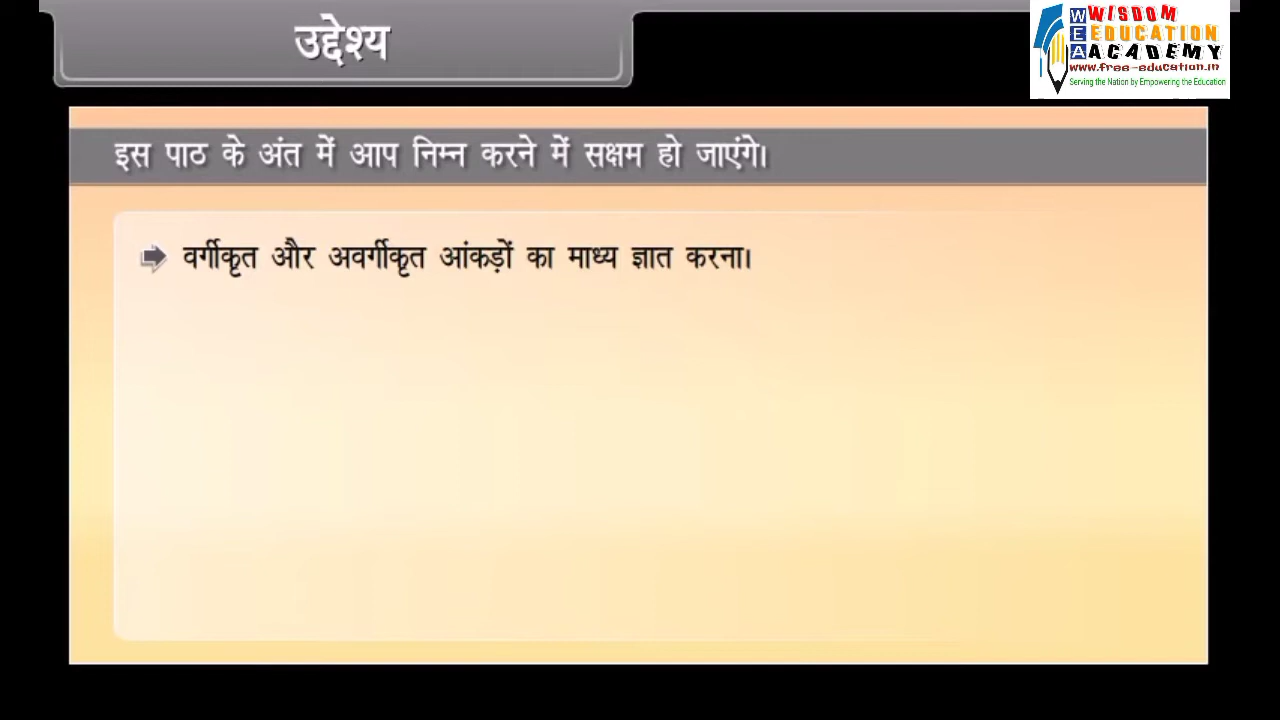 उद्देश्य
WISDOM
EDUCATION
ACADEMY
WEA
www.free-education.in
Serving the Nation by Empowering the Education
इस पाठ के अंत में आप निम्न करने में सक्षम हो जाएंगे।
वर्गीकृत और अवर्गीकृत आंकड़ों का माध्य ज्ञात करना।